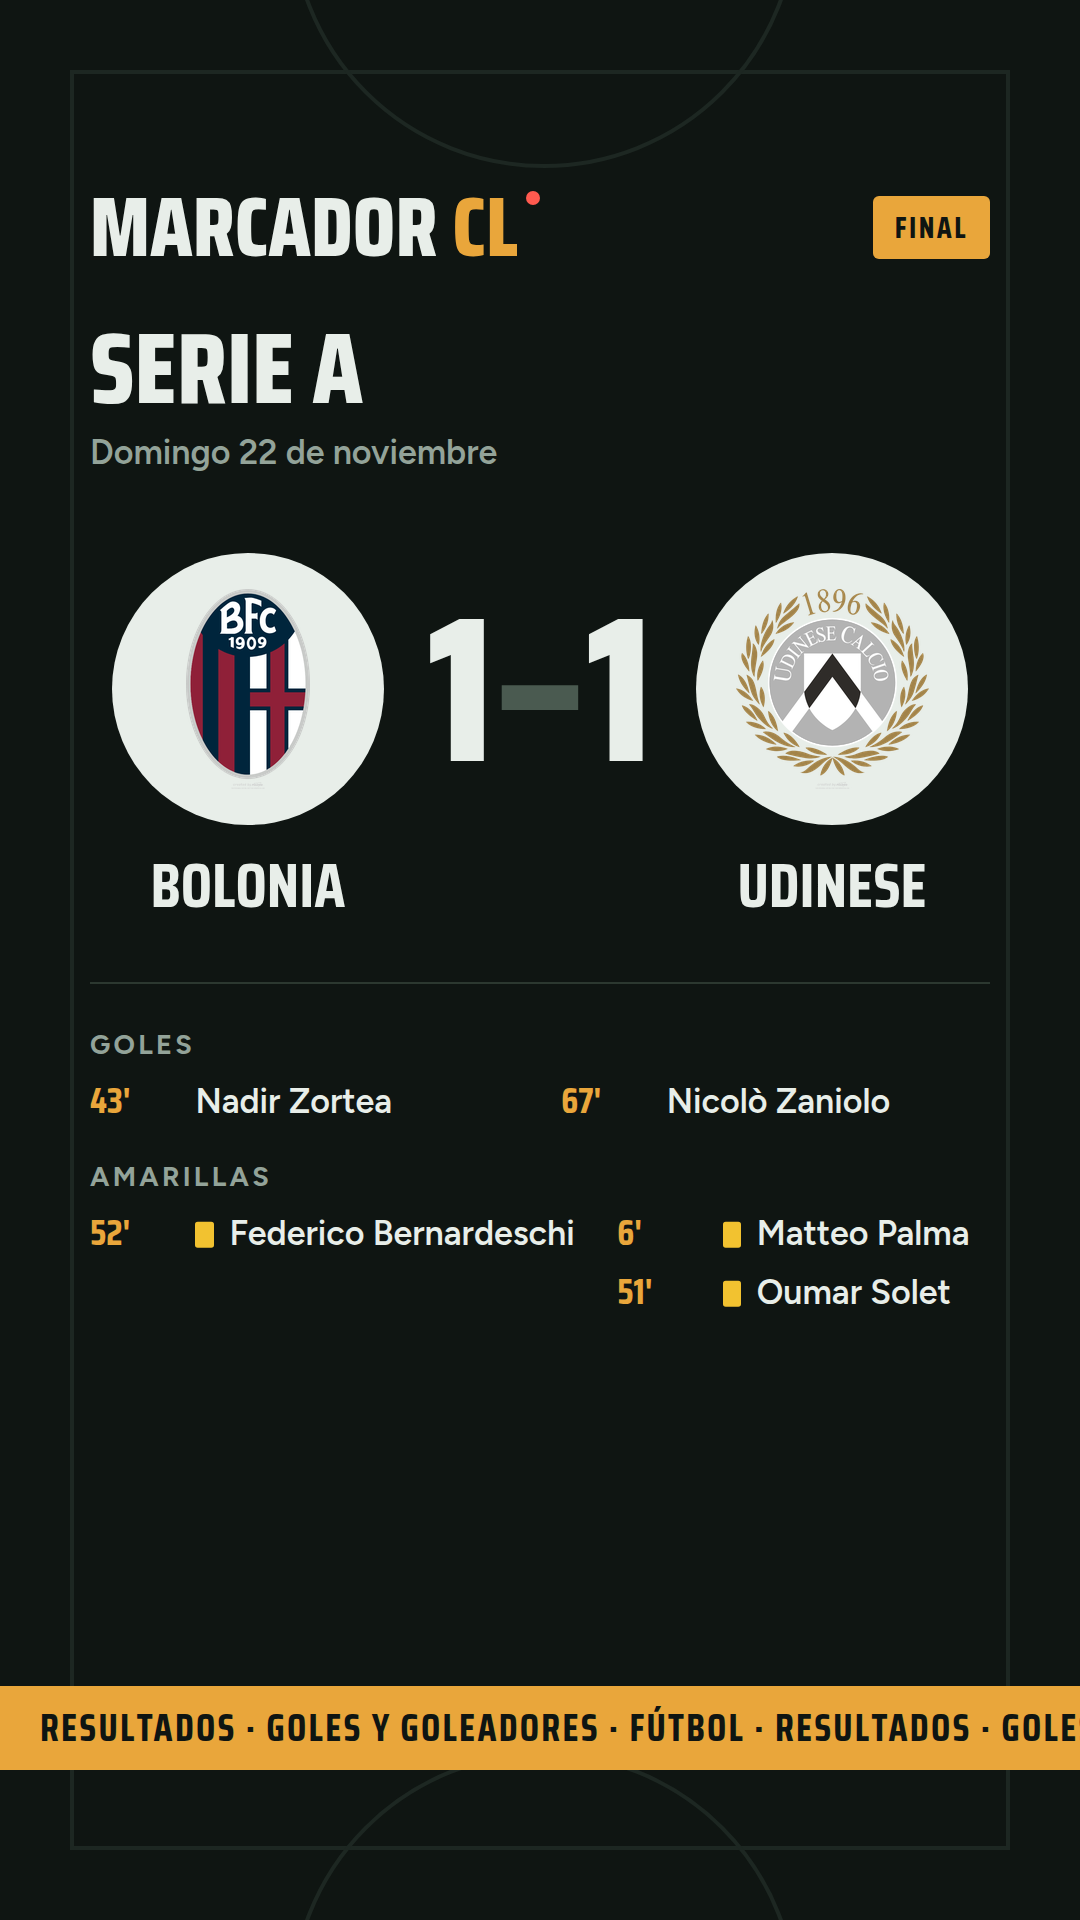 MARCADOR CL
FINAL
SERIE A
Domingo 22 de noviembre
BFC
1909
1-1
1896
UDINESE CALCIO
BOLONIA
UDINESE
GOLES
43' Nadir Zortea
67' Nicolò Zaniolo
AMARILLAS
52' Federico Bernardeschi
6' Matteo Palma
51' Oumar Solet
RESULTADOS · GOLES Y GOLEADORES · FÚTBOL · RESULTADOS · GOLES